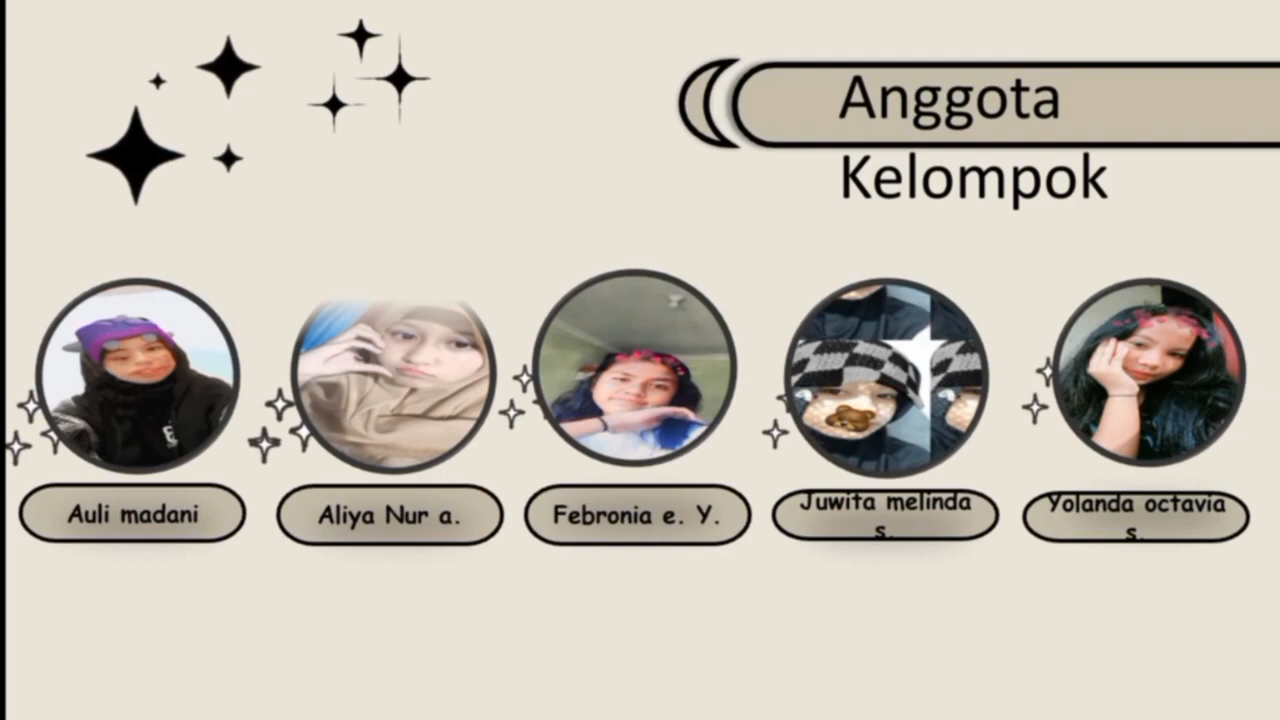 Anggota
Kelompok
Auli madani
Aliya Nur a.
Febronia e. Y.
Juwita melinda
s.
Yolanda octavia
s.